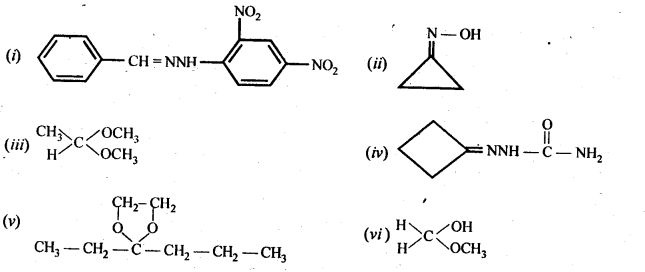 NO₂
(i) CH=NNH NO₂
N—OH
(ii)
(iii) CH₃ C OCH₃
H OCH₃
O
(iv) =NNH—C—NH₂
CH₂—CH₂
O O
(v) CH₃—CH₂—C—CH₂—CH₂—CH₃
(vi) H C OH
H OCH₃